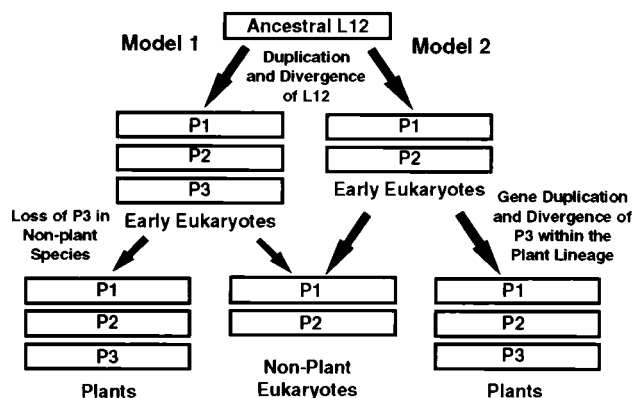 Ancestral L12
Model 1
Model 2
Duplication
and Divergence
of L12
P1
P2
P3
Early Eukaryotes
P1
P2
Early Eukaryotes
Loss of P3 in
Non-plant
Species
Gene Duplication
and Divergence of
P3 within the
Plant Lineage
P1
P2
P3
Plants
P1
P2
Non-Plant
Eukaryotes
P1
P2
P3
Plants